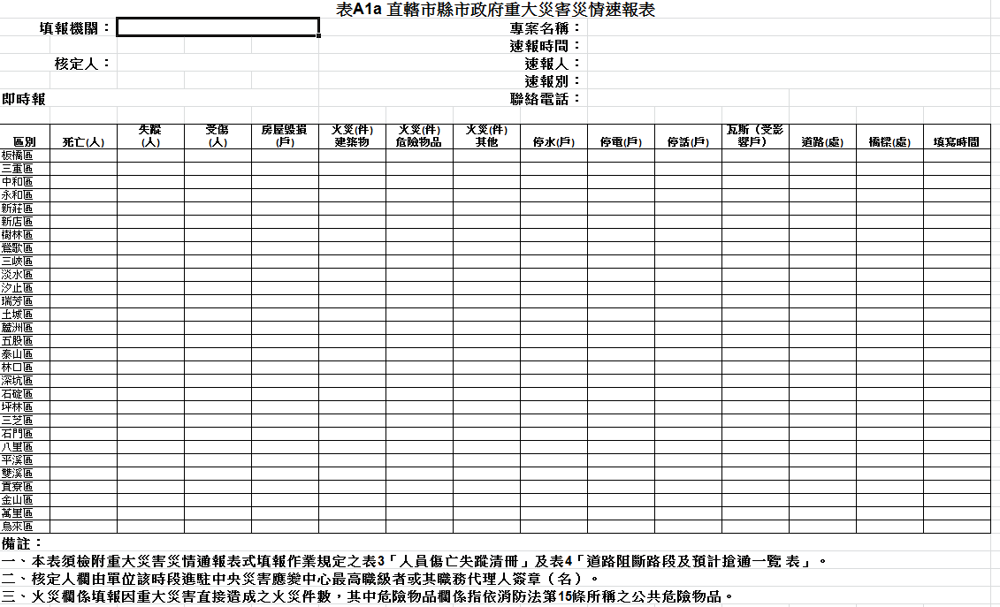 表A1a 直轄市縣市政府重大災害災情速報表
填報機關： 專案名稱：
速報時間：
核定人： 速報人：
速報別：
即時報 聯絡電話：
區別 死亡(人) 失蹤(人) 受傷(人) 房屋毀損(戶) 火災(件)建築物 火災(件)危險物品 火災(件)其他 停水(戶) 停電(戶) 停話(戶) 瓦斯（受影響戶） 道路(處) 橋樑(處) 填寫時間
板橋區
三重區
中和區
永和區
新莊區
新店區
樹林區
鶯歌區
三峽區
淡水區
汐止區
瑞芳區
土城區
蘆洲區
五股區
泰山區
林口區
深坑區
石碇區
坪林區
三芝區
石門區
八里區
平溪區
雙溪區
貢寮區
金山區
萬里區
烏來區
備註：
一、本表須檢附重大災害災情通報表式填報作業規定之表3「人員傷亡失蹤清冊」及表4「道路阻斷路段及預計搶通一覽 表」。
二、核定人欄由單位該時段進駐中央災害應變中心最高職級者或其職務代理人簽章（名）。
三、火災欄係填報因重大災害直接造成之火災件數，其中危險物品欄係指依消防法第15條所稱之公共危險物品。